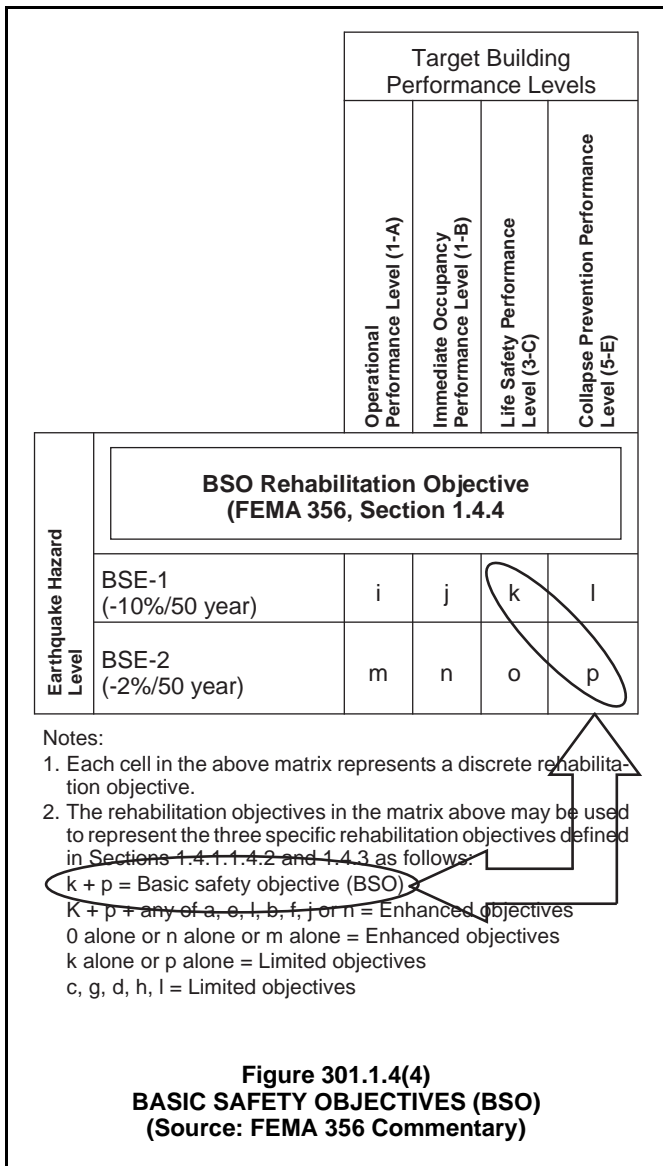 Target Building
Performance Levels
Operational
Performance Level (1-A)
Immediate Occupancy
Performance Level (1-B)
Life Safety Performance
Level (3-C)
Collapse Prevention Performance
Level (5-E)
Earthquake Hazard
Level
BSO Rehabilitation Objective
(FEMA 356, Section 1.4.4
BSE-1
(-10%/50 year)
i
j
k
l
BSE-2
(-2%/50 year)
m
n
o
p
Notes:
1. Each cell in the above matrix represents a discrete rehabilita-
tion objective.
2. The rehabilitation objectives in the matrix above may be used
to represent the three specific rehabilitation objectives defined
in Sections 1.4.1.1.4.2 and 1.4.3 as follows:
k + p = Basic safety objective (BSO)
K + p + any of a, e, I, b, f, j or n = Enhanced objectives
0 alone or n alone or m alone = Enhanced objectives
k alone or p alone = Limited objectives
c, g, d, h, l = Limited objectives
Figure 301.1.4(4)
BASIC SAFETY OBJECTIVES (BSO)
(Source: FEMA 356 Commentary)